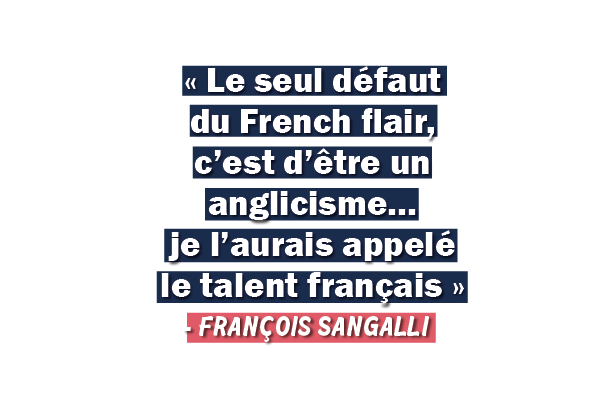 « Le seul défaut
du French flair,
c’est d’être un
anglicisme...
je l’aurais appelé
le talent français »
- FRANÇOIS SANGALLI